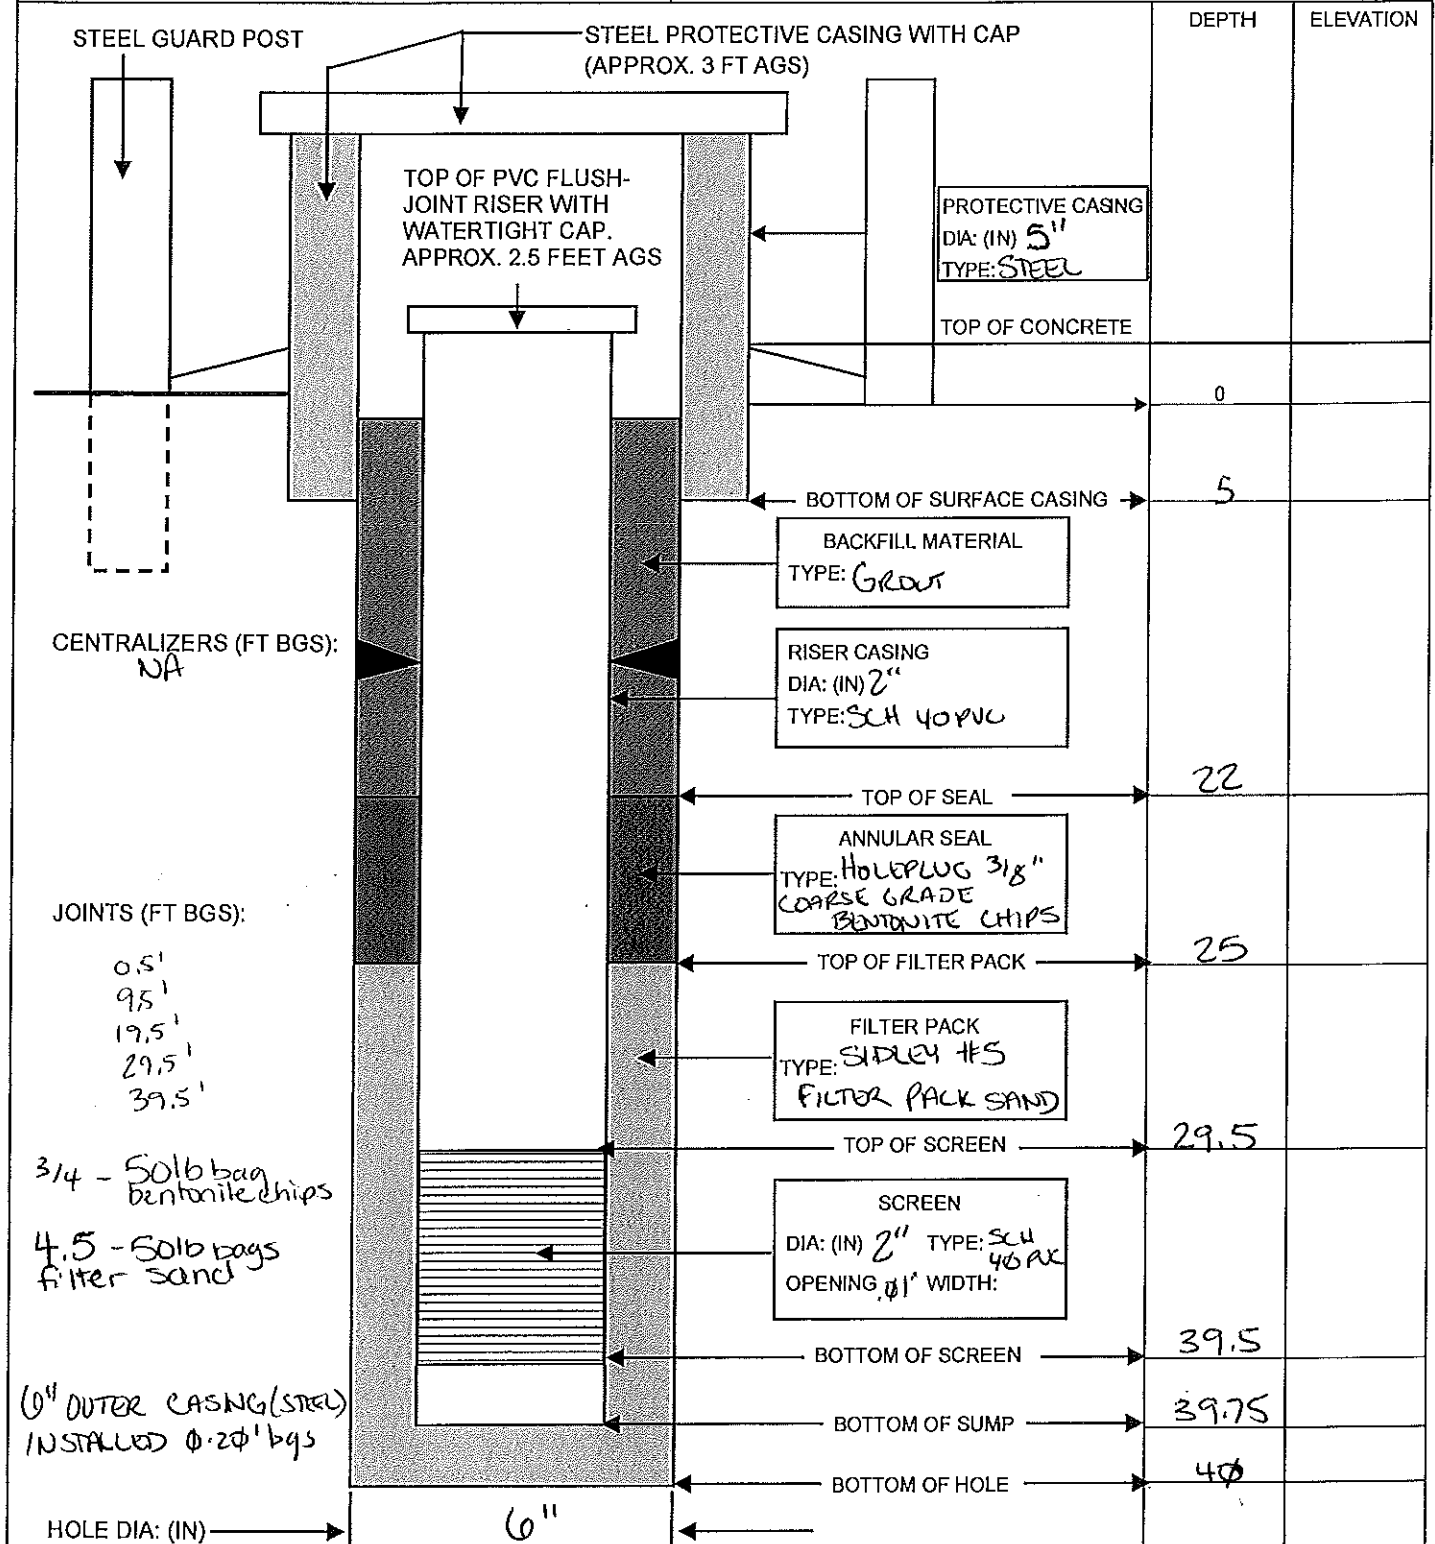 DEPTH
ELEVATION
STEEL GUARD POST
STEEL PROTECTIVE CASING WITH CAP
(APPROX. 3 FT AGS)
TOP OF PVC FLUSH-
JOINT RISER WITH
WATERTIGHT CAP.
APPROX. 2.5 FEET AGS
PROTECTIVE CASING
DIA: (IN) 5"
TYPE: STEEL
TOP OF CONCRETE
0
BOTTOM OF SURFACE CASING 5
BACKFILL MATERIAL
TYPE: GROUT
CENTRALIZERS (FT BGS):
NA
RISER CASING
DIA: (IN) 2"
TYPE: SCH 40 PVC
TOP OF SEAL 22
ANNULAR SEAL
TYPE: HOLEPLUG 3/8"
COARSE GRADE
BENTONITE CHIPS
JOINTS (FT BGS):
0.5'
9.5'
19.5'
29.5'
39.5'
TOP OF FILTER PACK 25
FILTER PACK
TYPE: SIDLEY #5
FILTER PACK SAND
TOP OF SCREEN 29.5
3/4 - 50lb bag
bentonite chips
4.5 - 50lb bags
filter sand
SCREEN
DIA: (IN) 2" TYPE: SCH
40 PVC
OPENING .01" WIDTH:
BOTTOM OF SCREEN 39.5
6" OUTER CASING (STEEL)
INSTALLED 0-20' bgs
BOTTOM OF SUMP 39.75
BOTTOM OF HOLE 40
HOLE DIA: (IN) 6"